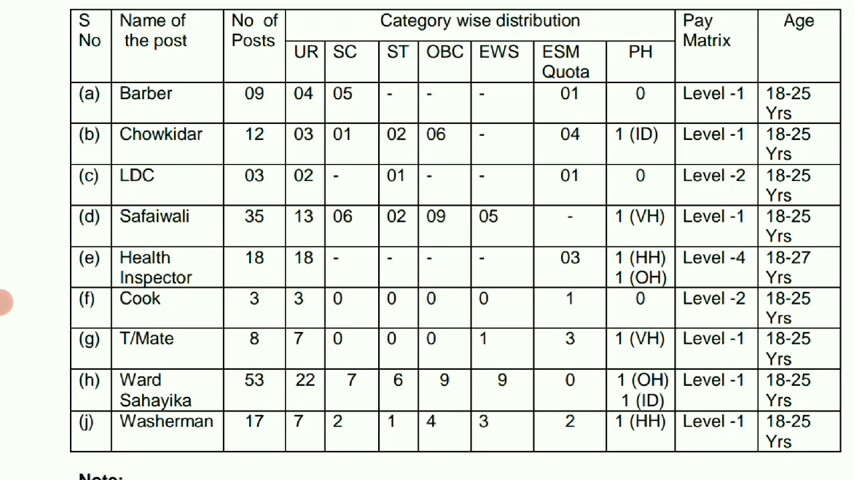 S No | Name of the post | No of Posts | Category wise distribution | Pay Matrix | Age
UR | SC | ST | OBC | EWS | ESM Quota | PH
(a) | Barber | 09 | 04 | 05 | - | - | - | 01 | 0 | Level -1 | 18-25 Yrs
(b) | Chowkidar | 12 | 03 | 01 | 02 | 06 | - | 04 | 1 (ID) | Level -1 | 18-25 Yrs
(c) | LDC | 03 | 02 | - | 01 | - | - | 01 | 0 | Level -2 | 18-25 Yrs
(d) | Safaiwali | 35 | 13 | 06 | 02 | 09 | 05 | - | 1 (VH) | Level -1 | 18-25 Yrs
(e) | Health Inspector | 18 | 18 | - | - | - | - | 03 | 1 (HH) 1 (OH) | Level -4 | 18-27 Yrs
(f) | Cook | 3 | 3 | 0 | 0 | 0 | 0 | 1 | 0 | Level -2 | 18-25 Yrs
(g) | T/Mate | 8 | 7 | 0 | 0 | 0 | 1 | 3 | 1 (VH) | Level -1 | 18-25 Yrs
(h) | Ward Sahayika | 53 | 22 | 7 | 6 | 9 | 9 | 0 | 1 (OH) 1 (ID) | Level -1 | 18-25 Yrs
(j) | Washerman | 17 | 7 | 2 | 1 | 4 | 3 | 2 | 1 (HH) | Level -1 | 18-25 Yrs
Note: